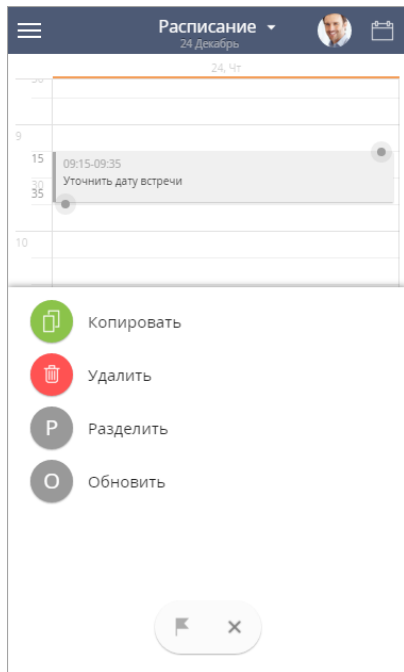 Расписание
24 Декабрь
24, Чт
30
9
15
09:15-09:35
Уточнить дату встречи
30
35
10
Копировать
Р Разделить
Удалить
О Обновить